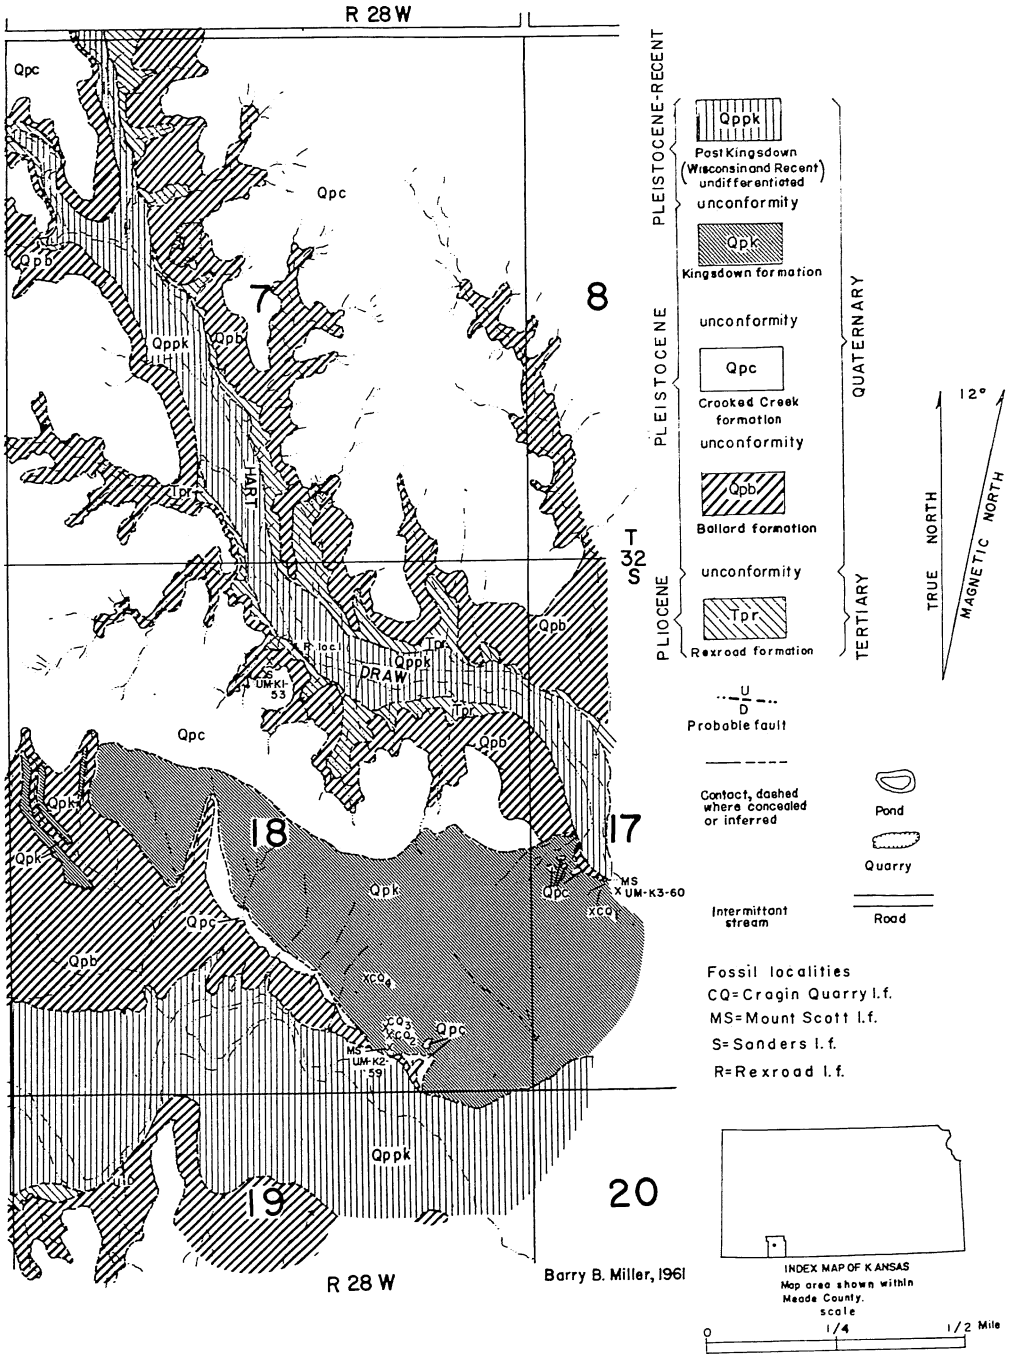 R 28 W
Qpc
Qpc
Qpb
7
8
Qppk
Qpb
HART
Tpr
T
32
S
Qpb
R loc. 1
Tpr
Qppk
DRAW
S
UM-K1-
53
Tpr
Qpc
Qpb
Qpk
18
17
Qpk
Qpk
Qpc
MS
UM-K3-60
XCQ
Qpc
Qpb
XCQ4
CQ3
XCQ2
Qpc
MS
UM-K2-
59
Qppk
19
20
R 28 W
Barry B. Miller, 1961
PLEISTOCENE-RECENT
Qppk
Post Kingsdown
(Wisconsin and Recent)
undifferentiated
unconformity
Qpk
Kingsdown formation
PLEISTOCENE
unconformity
Qpc
Crooked Creek
formation
unconformity
Qpb
Ballard formation
QUATERNARY
unconformity
PLIOCENE
Tpr
Rexroad formation
TERTIARY
12°
TRUE NORTH
MAGNETIC NORTH
U
D
Probable fault
Contact, dashed
where concealed
or inferred
Pond
Quarry
Intermittant
stream
Road
Fossil localities
CQ=Cragin Quarry l.f.
MS=Mount Scott l.f.
S=Sanders l.f.
R=Rexroad l.f.
INDEX MAP OF KANSAS
Map area shown within
Meade County.
scale
0 1/4 1/2 Mile